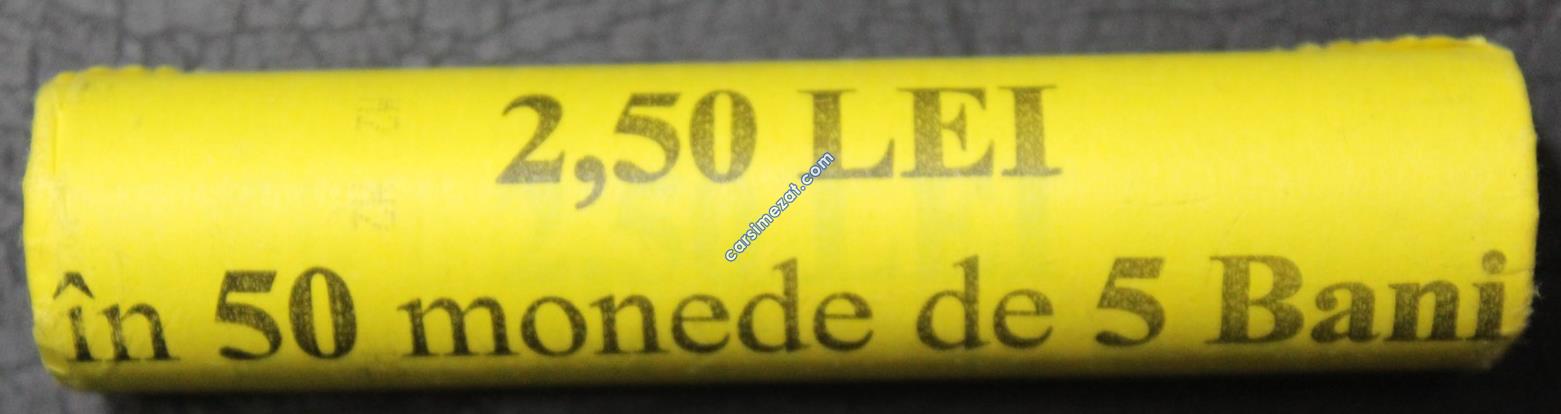 2,50 LEI
carsimezat.com
în 50 monede de 5 Bani